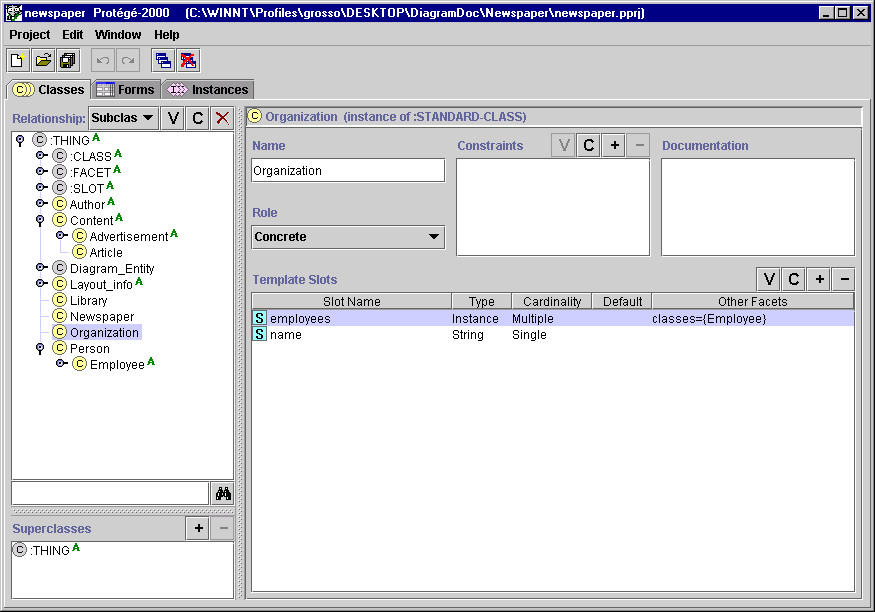 newspaper Protégé-2000 (C:\WINNT\Profiles\grosso\DESKTOP\DiagramDoc\Newspaper\newspaper.pprj)
Project Edit Window Help
C Classes Forms I Instances
Relationship: Subclas V C X
C :THING A
C :CLASS A
C :FACET A
C :SLOT A
C Author A
C Content A
C Advertisement A
C Article
C Diagram_Entity
C Layout_info A
C Library
C Newspaper
C Organization
C Person
C Employee A
Superclasses + −
C :THING A
C Organization (instance of :STANDARD-CLASS)
Name
Organization
Role
Concrete
Constraints V C + −
Documentation
Template Slots V C + −
Slot Name Type Cardinality Default Other Facets
S employees Instance Multiple classes={Employee}
S name String Single